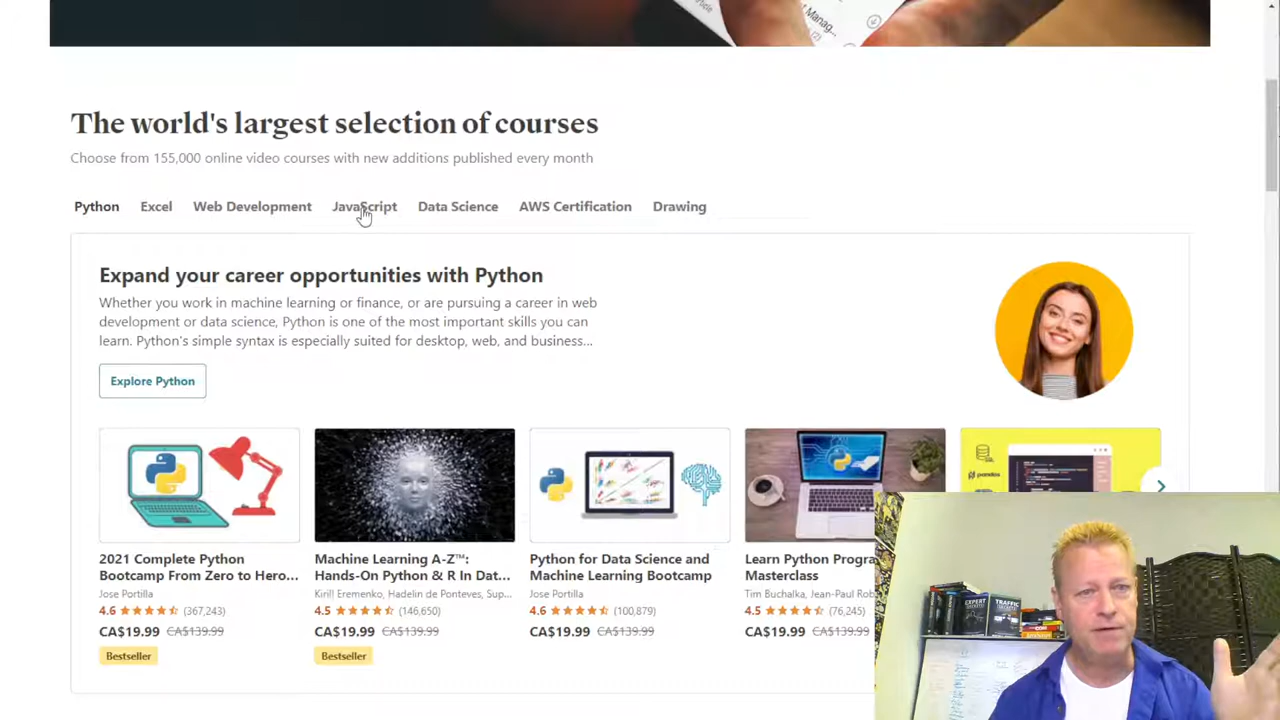 Manag...
(2)
The world's largest selection of courses
Choose from 155,000 online video courses with new additions published every month
Python Excel Web Development JavaScript Data Science AWS Certification Drawing
Expand your career opportunities with Python
Whether you work in machine learning or finance, or are pursuing a career in web
development or data science, Python is one of the most important skills you can
learn. Python's simple syntax is especially suited for desktop, web, and business...
Explore Python
pandas
2021 Complete Python
Bootcamp From Zero to Hero...
Jose Portilla
4.6 (367,243)
CA$19.99 CA$139.99
Bestseller
Machine Learning A-Z™:
Hands-On Python & R In Dat...
Kirill Eremenko, Hadelin de Ponteves, Sup...
4.5 (146,650)
CA$19.99 CA$139.99
Bestseller
Python for Data Science and
Machine Learning Bootcamp
Jose Portilla
4.6 (100,879)
CA$19.99 CA$139.99
Learn Python Progra
Masterclass
Tim Buchalka, Jean-Paul Rob
4.5 (76,245)
CA$19.99 CA$139.99
EXPERT
SECRETS
TRAFFIC
SECRETS